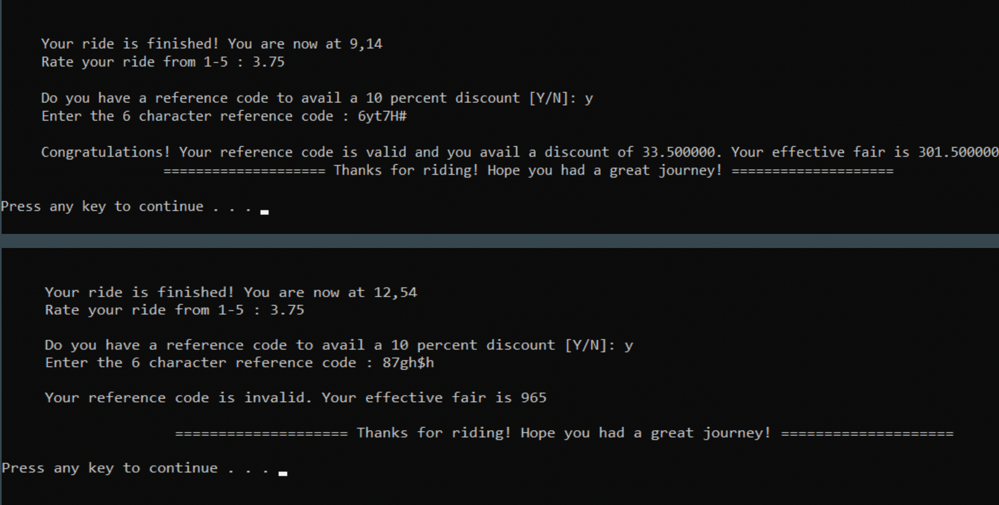 Your ride is finished! You are now at 9,14
Rate your ride from 1-5 : 3.75
Do you have a reference code to avail a 10 percent discount [Y/N]: y
Enter the 6 character reference code : 6yt7H#
Congratulations! Your reference code is valid and you avail a discount of 33.500000. Your effective fair is 301.500000
==================== Thanks for riding! Hope you had a great journey! ====================
Press any key to continue . . .
Your ride is finished! You are now at 12,54
Rate your ride from 1-5 : 3.75
Do you have a reference code to avail a 10 percent discount [Y/N]: y
Enter the 6 character reference code : 87gh$h
Your reference code is invalid. Your effective fair is 965
==================== Thanks for riding! Hope you had a great journey! ====================
Press any key to continue . . .